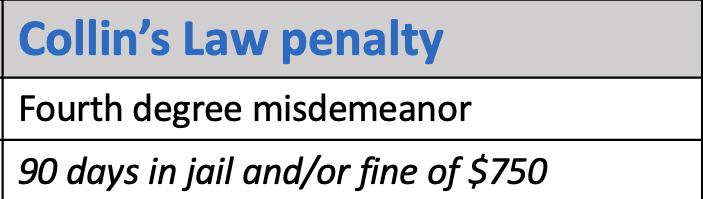 Collin’s Law penalty
Fourth degree misdemeanor
90 days in jail and/or fine of $750